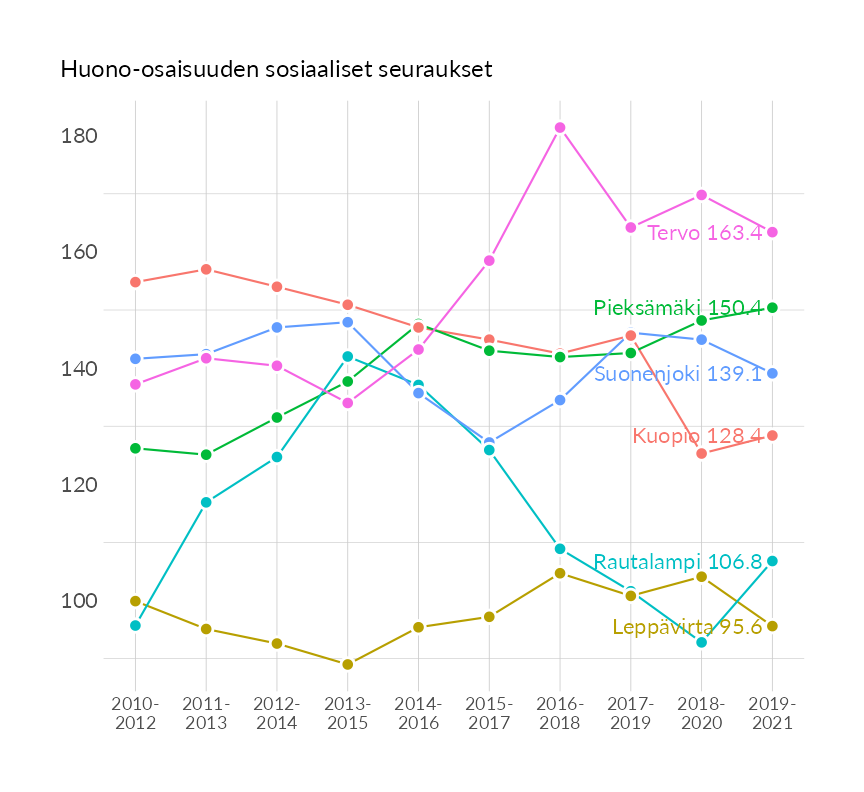 Huono-osaisuuden sosiaaliset seuraukset
180
160
140
120
100
Tervo 163.4
Pieksämäki 150.4
Suonenjoki 139.1
Kuopio 128.4
Rautalampi 106.8
Leppävirta 95.6
2010- 2011- 2012- 2013- 2014- 2015- 2016- 2017- 2018- 2019-
2012 2013 2014 2015 2016 2017 2018 2019 2020 2021